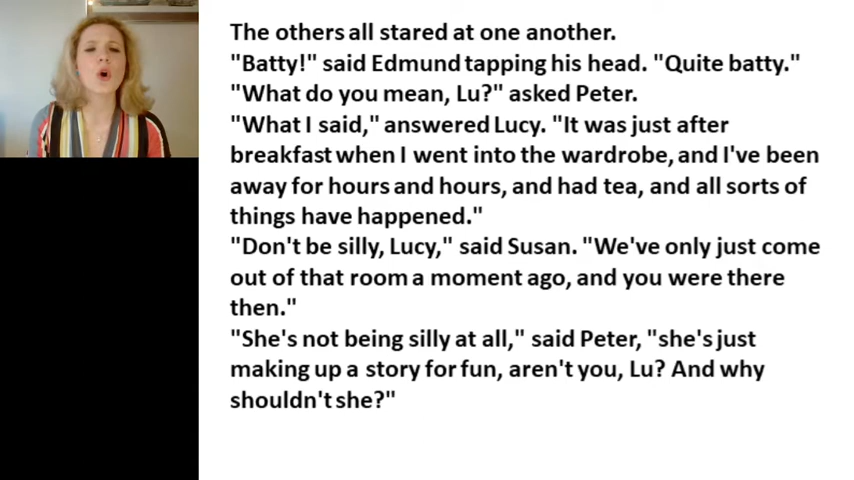 The others all stared at one another.
"Batty!" said Edmund tapping his head. "Quite batty."
"What do you mean, Lu?" asked Peter.
"What I said," answered Lucy. "It was just after
breakfast when I went into the wardrobe, and I've been
away for hours and hours, and had tea, and all sorts of
things have happened."
"Don't be silly, Lucy," said Susan. "We've only just come
out of that room a moment ago, and you were there
then."
"She's not being silly at all," said Peter, "she's just
making up a story for fun, aren't you, Lu? And why
shouldn't she?"